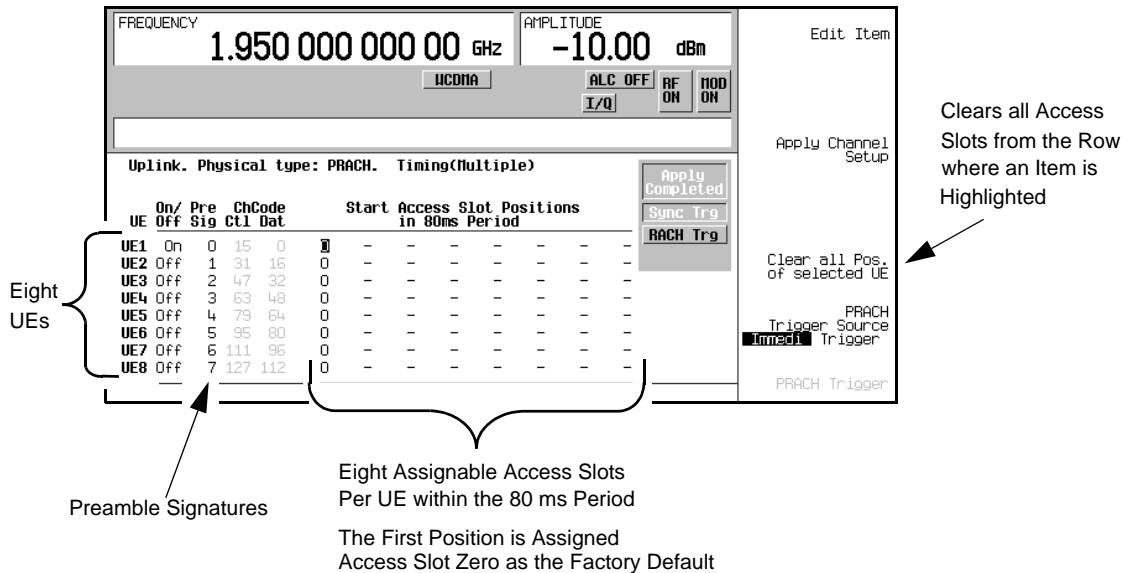 FREQUENCY
1.950 000 000 00 GHz
AMPLITUDE
-10.00 dBm
WCDMA
ALC OFF
I/Q
RF ON
MOD ON
Uplink. Physical type: PRACH. Timing(Multiple)
On/ Pre ChCode Start Access Slot Positions
UE Off Sig Ctl Dat in 80ms Period
UE1 On 0 15 0 0 - - - - - - -
UE2 Off 1 31 16 0 - - - - - - -
UE3 Off 2 47 32 0 - - - - - - -
UE4 Off 3 63 48 0 - - - - - - -
UE5 Off 4 79 64 0 - - - - - - -
UE6 Off 5 95 80 0 - - - - - - -
UE7 Off 6 111 96 0 - - - - - - -
UE8 Off 7 127 112 0 - - - - - - -
Apply
Completed
Sync Trg
RACH Trg
Edit Item
Apply Channel
Setup
Clear all Pos.
of selected UE
PRACH
Trigger Source
Immedi Trigger
PRACH Trigger
Clears all Access
Slots from the Row
where an Item is
Highlighted
Eight
UEs
Preamble Signatures
Eight Assignable Access Slots
Per UE within the 80 ms Period
The First Position is Assigned
Access Slot Zero as the Factory Default